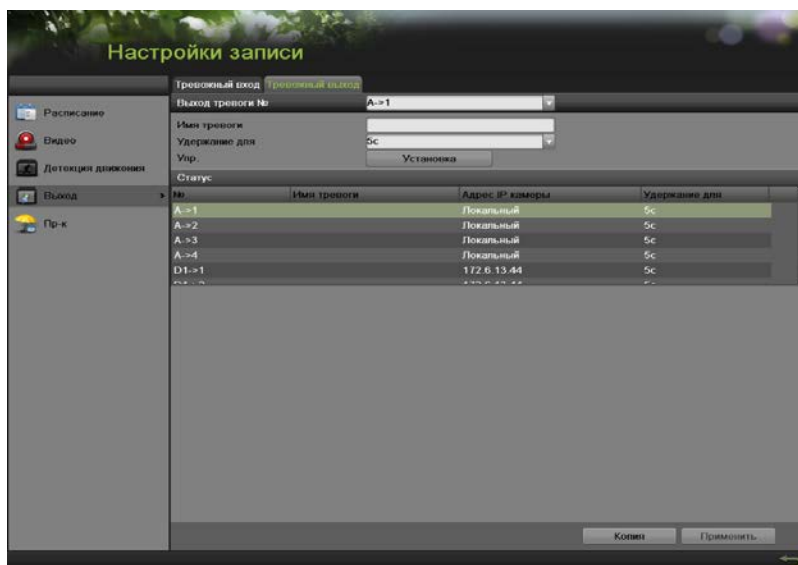 Настройки записи
Тревожный вход Тревожный выход
Выход тревоги № A->1
Имя тревоги
Удержание для 5с
Упр. Установка
Статус
Расписание
Видео
Детекция движения
Выход
Пр-к
№ Имя тревоги Адрес IP камеры Удержание для
A->1 Локальный 5с
A->2 Локальный 5с
A->3 Локальный 5с
A->4 Локальный 5с
D1->1 172.6.13.44 5с
Копия Применить